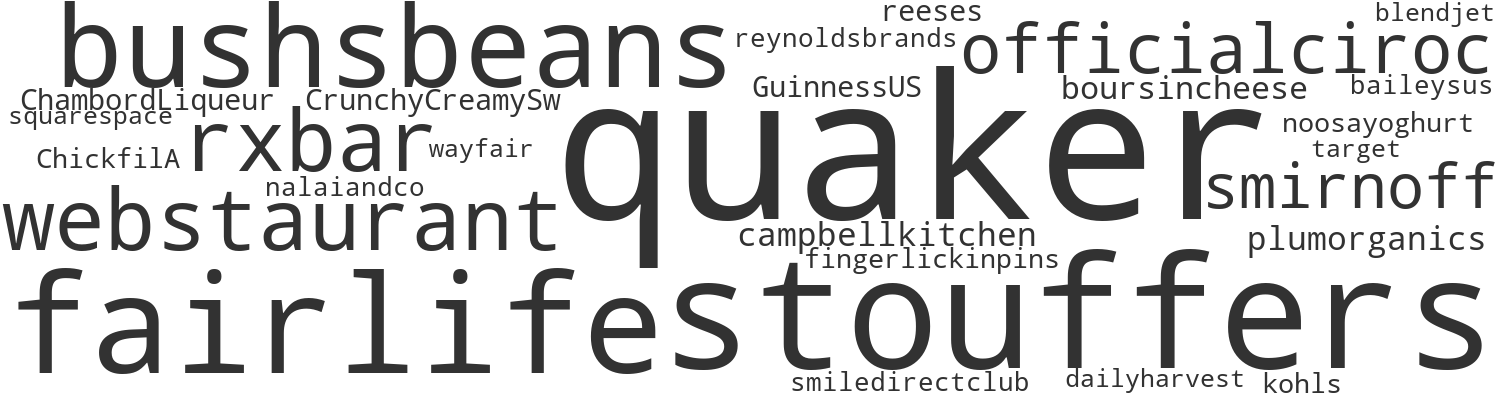 reeses
blendjet
bushsbeans
reynoldsbrands
officialciroc
GuinnessUS
boursincheese
baileysus
ChambordLiqueur
CrunchyCreamySw
squarespace
noosayoghurt
rxbar
wayfair
quaker
target
ChickfilA
nalaiandco
smirnoff
webstaurant
campbellkitchen
plumorganics
fingerlickinpins
fairlife
stouffers
smiledirectclub
dailyharvest
kohls